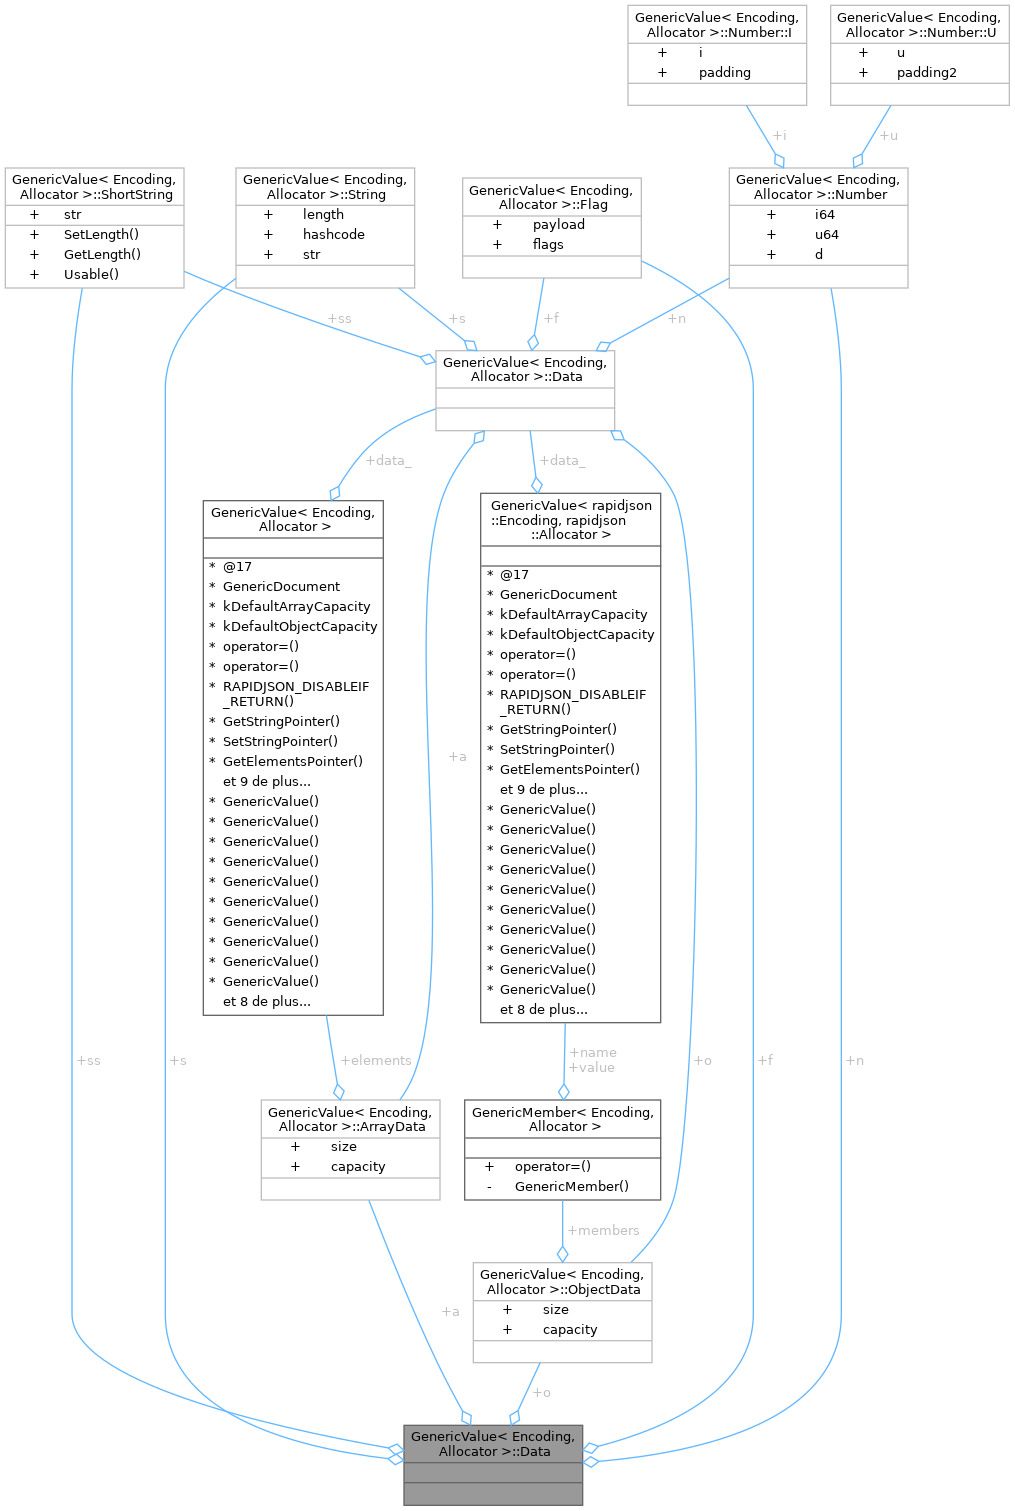 GenericValue< Encoding,
Allocator >::Number::I
+ i
+ padding
GenericValue< Encoding,
Allocator >::Number::U
+ u
+ padding2
+i
+u
GenericValue< Encoding,
Allocator >::ShortString
+ str
+ SetLength()
+ GetLength()
+ Usable()
GenericValue< Encoding,
Allocator >::String
+ length
+ hashcode
+ str
GenericValue< Encoding,
Allocator >::Flag
+ payload
+ flags
GenericValue< Encoding,
Allocator >::Number
+ i64
+ u64
+ d
+ss
+s
+f
+n
GenericValue< Encoding,
Allocator >::Data
+data_
+data_
GenericValue< Encoding,
Allocator >
* @17
* GenericDocument
* kDefaultArrayCapacity
* kDefaultObjectCapacity
* operator=()
* operator=()
* RAPIDJSON_DISABLEIF
_RETURN()
* GetStringPointer()
* SetStringPointer()
* GetElementsPointer()
et 9 de plus...
* GenericValue()
* GenericValue()
* GenericValue()
* GenericValue()
* GenericValue()
* GenericValue()
* GenericValue()
* GenericValue()
* GenericValue()
* GenericValue()
et 8 de plus...
+a
GenericValue< rapidjson
::Encoding, rapidjson
::Allocator >
* @17
* GenericDocument
* kDefaultArrayCapacity
* kDefaultObjectCapacity
* operator=()
* operator=()
* RAPIDJSON_DISABLEIF
_RETURN()
* GetStringPointer()
* SetStringPointer()
* GetElementsPointer()
et 9 de plus...
* GenericValue()
* GenericValue()
* GenericValue()
* GenericValue()
* GenericValue()
* GenericValue()
* GenericValue()
* GenericValue()
* GenericValue()
* GenericValue()
et 8 de plus...
+ss
+s
+elements
+name
+value
+o
+f
+n
GenericValue< Encoding,
Allocator >::ArrayData
+ size
+ capacity
GenericMember< Encoding,
Allocator >
+ operator=()
- GenericMember()
+members
GenericValue< Encoding,
Allocator >::ObjectData
+ size
+ capacity
+a
+o
GenericValue< Encoding,
Allocator >::Data